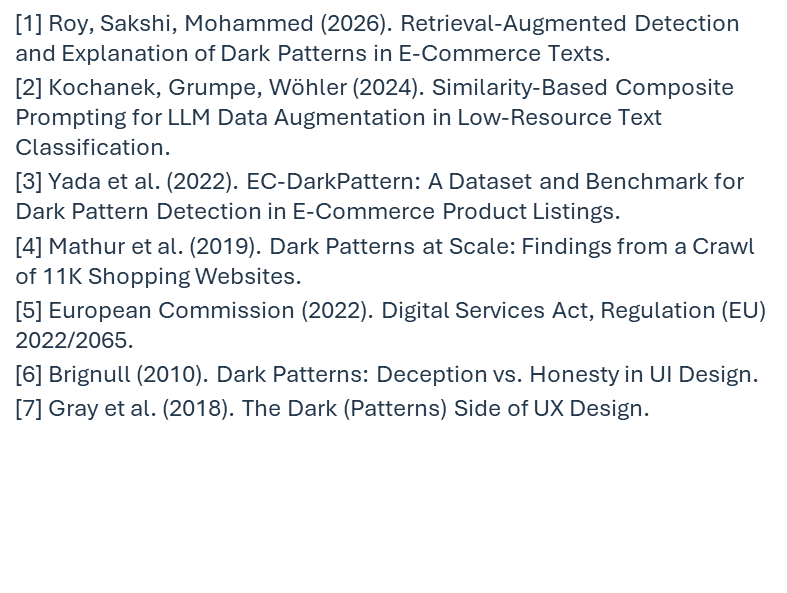 [1] Roy, Sakshi, Mohammed (2026). Retrieval-Augmented Detection
and Explanation of Dark Patterns in E-Commerce Texts.
[2] Kochanek, Grumpe, Wöhler (2024). Similarity-Based Composite
Prompting for LLM Data Augmentation in Low-Resource Text
Classification.
[3] Yada et al. (2022). EC-DarkPattern: A Dataset and Benchmark for
Dark Pattern Detection in E-Commerce Product Listings.
[4] Mathur et al. (2019). Dark Patterns at Scale: Findings from a Crawl
of 11K Shopping Websites.
[5] European Commission (2022). Digital Services Act, Regulation (EU)
2022/2065.
[6] Brignull (2010). Dark Patterns: Deception vs. Honesty in UI Design.
[7] Gray et al. (2018). The Dark (Patterns) Side of UX Design.